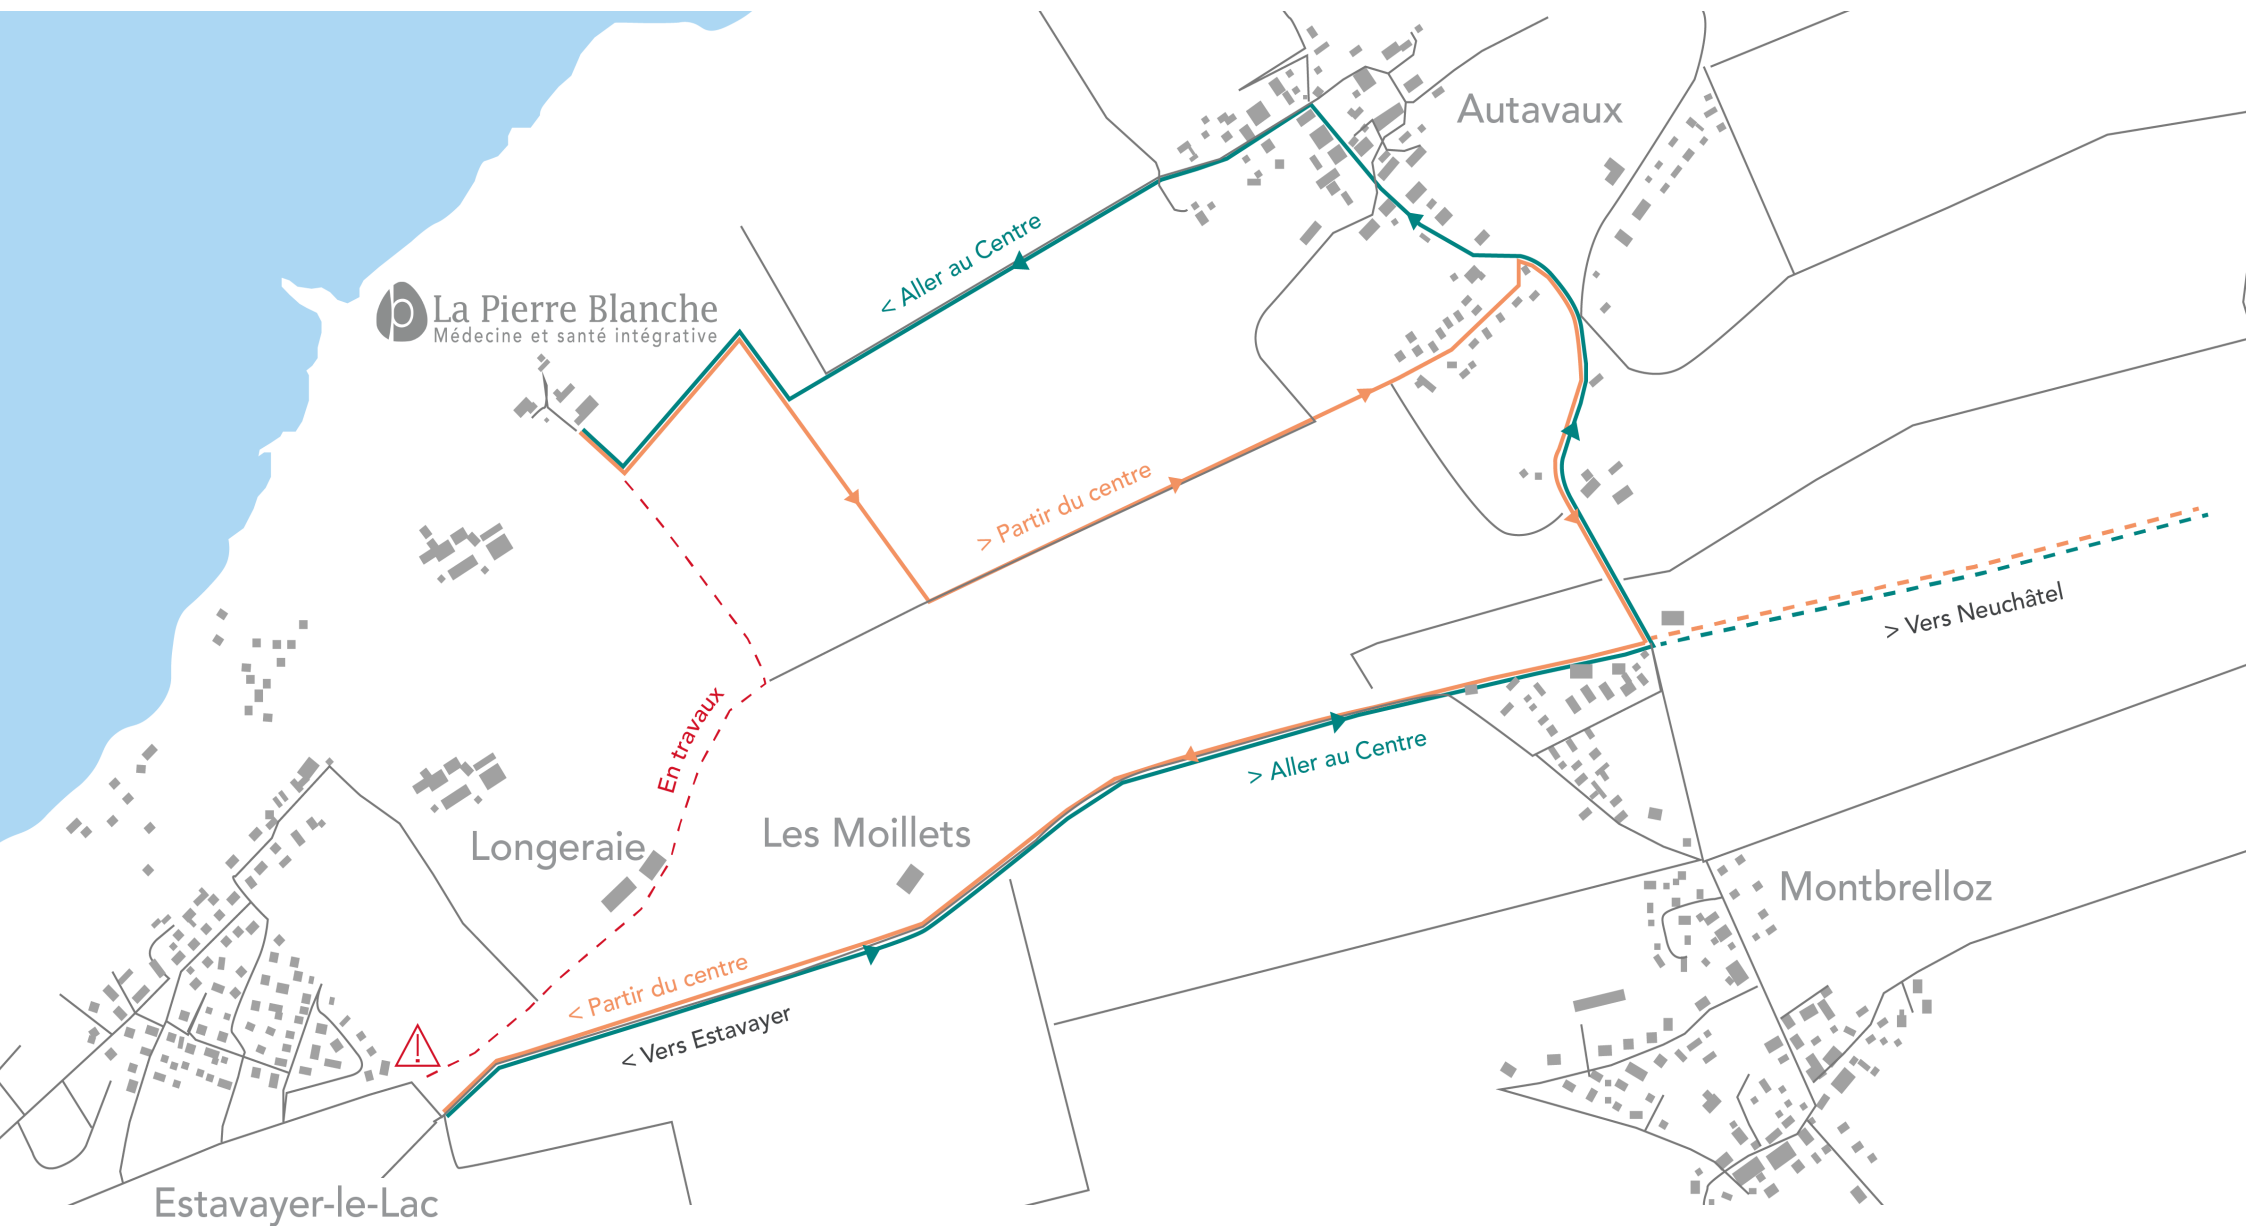 Autavaux
< Aller au Centre
La Pierre Blanche
Médecine et santé intégrative
> Partir du centre
> Vers Neuchâtel
En travaux
> Aller au Centre
Longeraie
Les Moillets
Montbrelloz
< Partir du centre
< Vers Estavayer
Estavayer-le-Lac